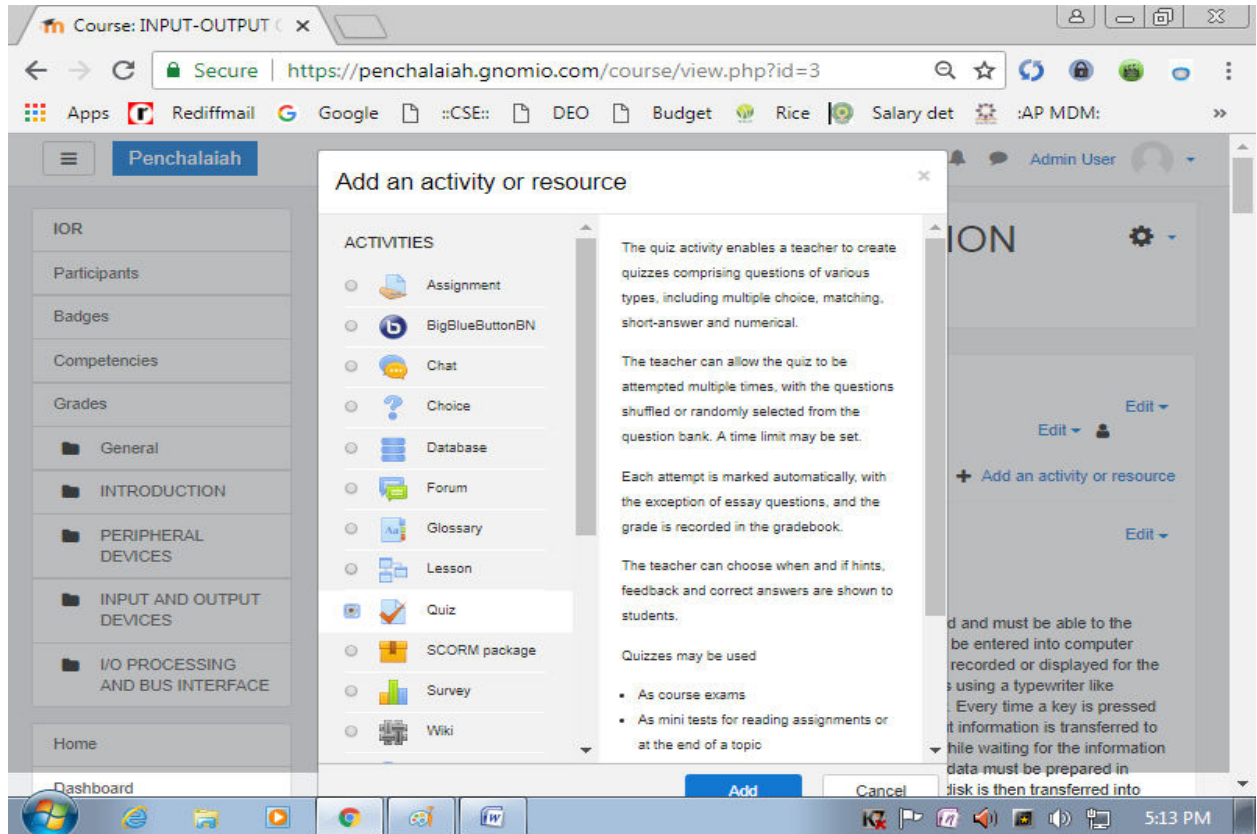 Course: INPUT-OUTPUT
Secure | https://penchalaiah.gnomio.com/course/view.php?id=3
Apps Rediffmail Google ::CSE:: DEO Budget Rice Salary det :AP MDM: »
Penchalaiah
Admin User
IOR
Participants
Badges
Competencies
Grades
General
INTRODUCTION
PERIPHERAL
DEVICES
INPUT AND OUTPUT
DEVICES
I/O PROCESSING
AND BUS INTERFACE
Home
Dashboard
Add an activity or resource
ACTIVITIES
Assignment
BigBlueButtonBN
Chat
Choice
Database
Forum
Glossary
Lesson
Quiz
SCORM package
Survey
Wiki
The quiz activity enables a teacher to create
quizzes comprising questions of various
types, including multiple choice, matching,
short-answer and numerical.
The teacher can allow the quiz to be
attempted multiple times, with the questions
shuffled or randomly selected from the
question bank. A time limit may be set.
Each attempt is marked automatically, with
the exception of essay questions, and the
grade is recorded in the gradebook.
The teacher can choose when and if hints,
feedback and correct answers are shown to
students.
Quizzes may be used
• As course exams
• As mini tests for reading assignments or
at the end of a topic
Add
Cancel
ION
Edit
Edit
Add an activity or resource
Edit
d and must be able to the
be entered into computer
recorded or displayed for the
s using a typewriter like
. Every time a key is pressed
t information is transferred to
hile waiting for the information
data must be prepared in
disk is then transferred into
5:13 PM